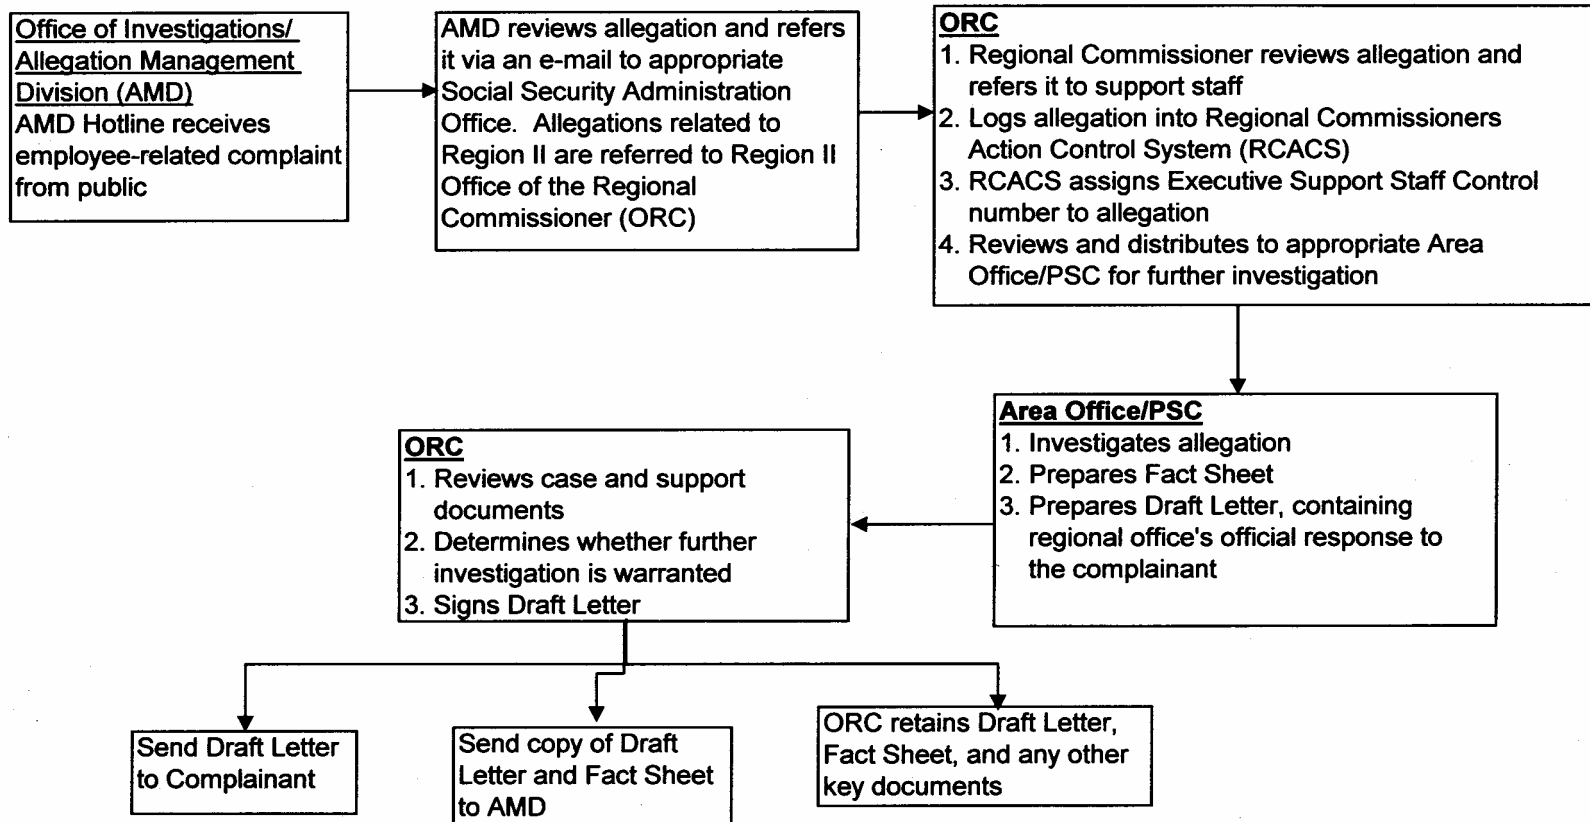 Office of Investigations/
Allegation Management
Division (AMD)
AMD Hotline receives
employee-related complaint
from public
AMD reviews allegation and refers
it via an e-mail to appropriate
Social Security Administration
Office. Allegations related to
Region II are referred to Region II
Office of the Regional
Commissioner (ORC)
ORC
1. Regional Commissioner reviews allegation and
refers it to support staff
2. Logs allegation into Regional Commissioners
Action Control System (RCACS)
3. RCACS assigns Executive Support Staff Control
number to allegation
4. Reviews and distributes to appropriate Area
Office/PSC for further investigation
Area Office/PSC
1. Investigates allegation
2. Prepares Fact Sheet
3. Prepares Draft Letter, containing
regional office's official response to
the complainant
ORC
1. Reviews case and support
documents
2. Determines whether further
investigation is warranted
3. Signs Draft Letter
Send Draft Letter
to Complainant
Send copy of Draft
Letter and Fact Sheet
to AMD
ORC retains Draft Letter,
Fact Sheet, and any other
key documents